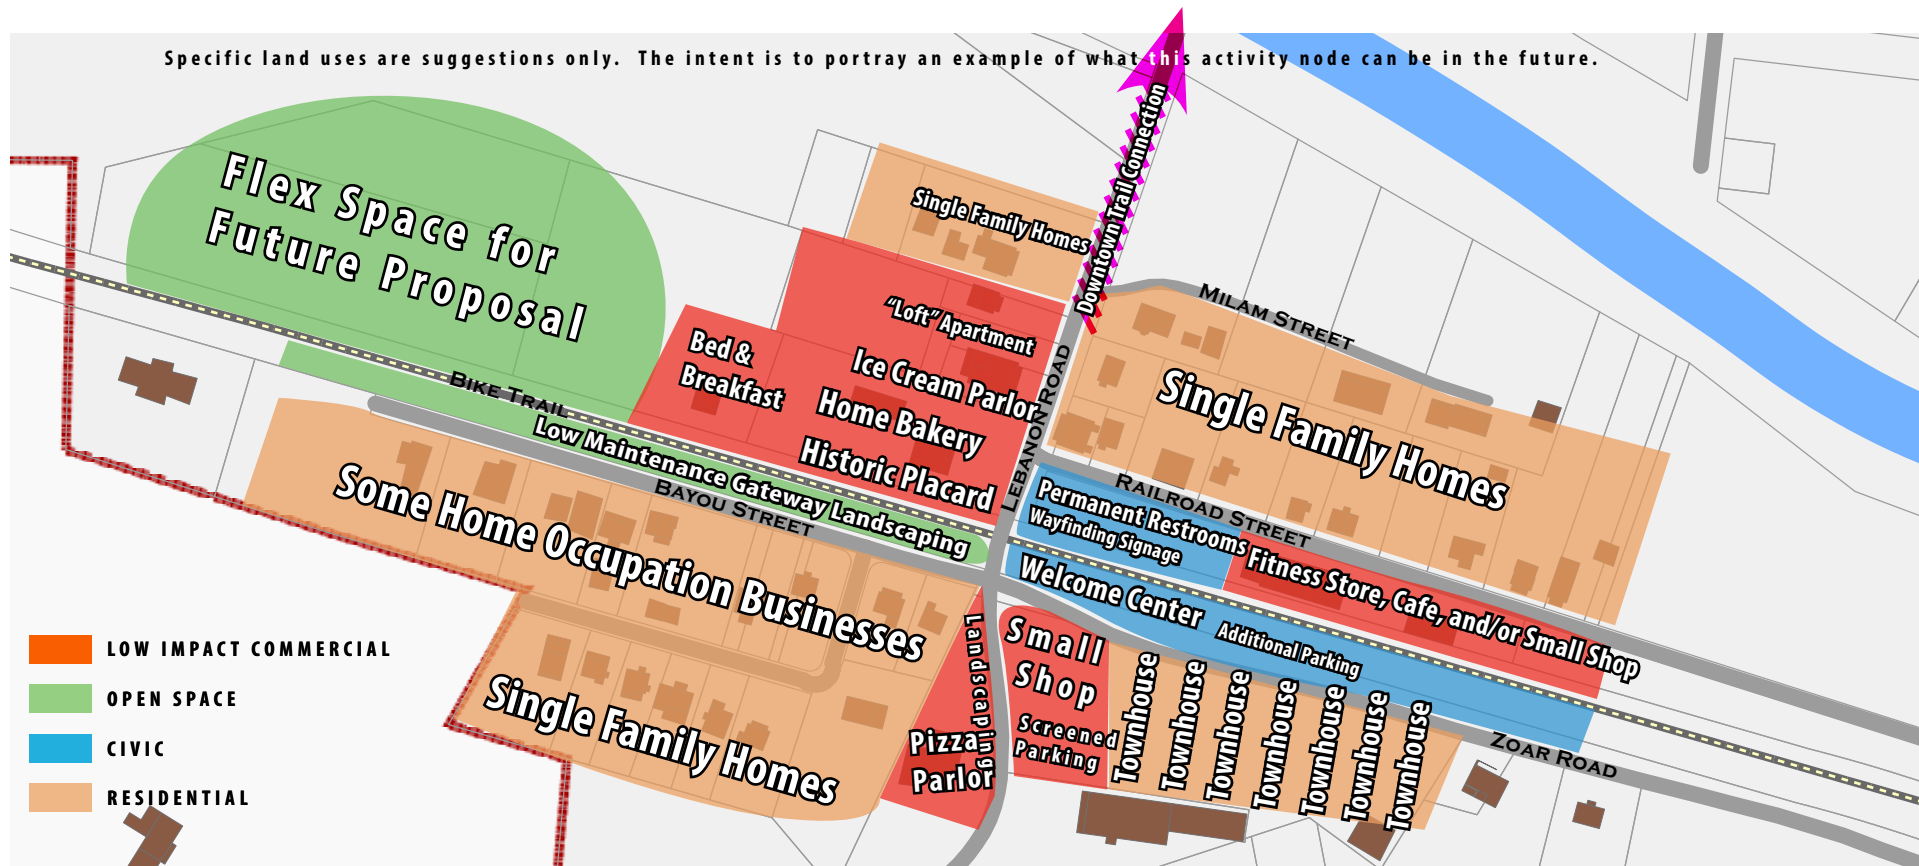 Specific land uses are suggestions only. The intent is to portray an example of what this activity node can be in the future.
Flex Space for
Future Proposal
Single Family Homes
Downtown Trail Connection
"Loft" Apartment
Ice Cream Parlor
Home Bakery
Historic Placard
Bed &
Breakfast
MILAM STREET
LEBANON ROAD
Single Family Homes
BIKE TRAIL
Low Maintenance Gateway Landscaping
BAYOU STREET
RAILROAD STREET
Permanent Restrooms
Wayfinding Signage
Fitness Store, Cafe, and/or Small Shop
Welcome Center
Additional Parking
Some Home Occupation Businesses
Single Family Homes
Landscaping
Pizza
Parlor
Small
Shop
Screened
Parking
Townhouse
Townhouse
Townhouse
Townhouse
Townhouse
Townhouse
Townhouse
ZOAR ROAD
LOW IMPACT COMMERCIAL
OPEN SPACE
CIVIC
RESIDENTIAL